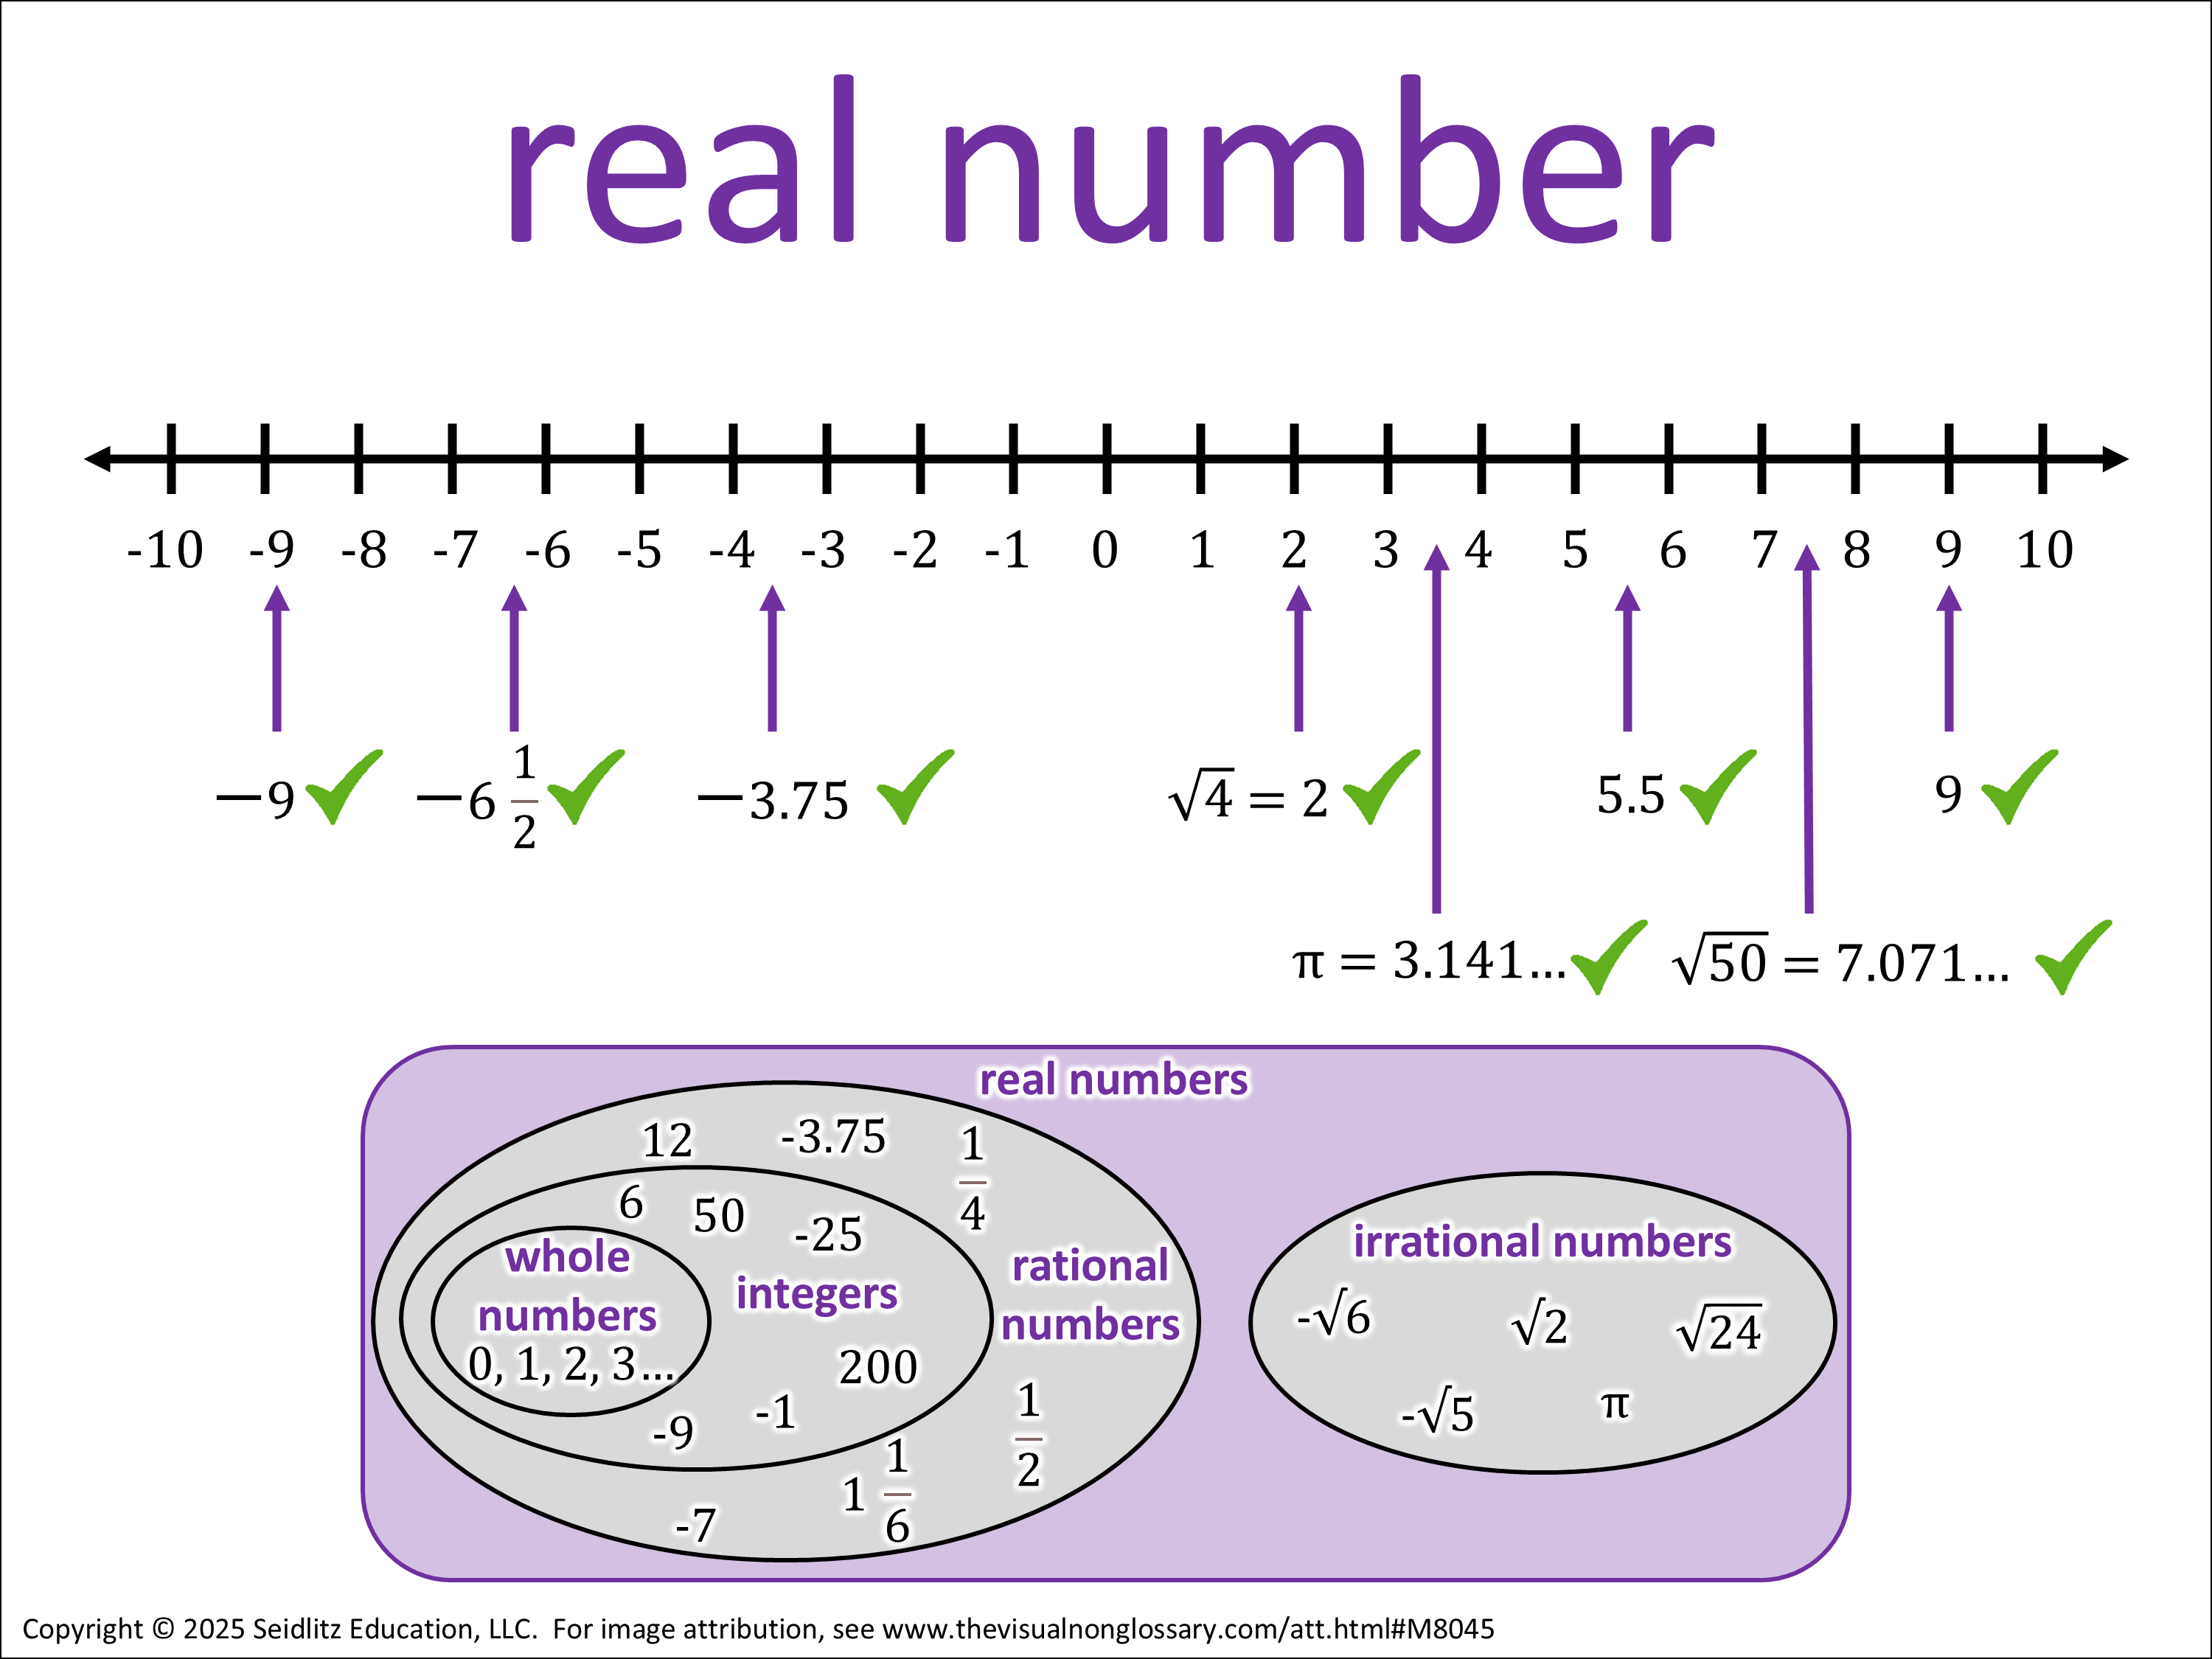 real number
-10 -9 -8 -7 -6 -5 -4 -3 -2 -1 0 1 2 3 4 5 6 7 8 9 10
−9 −6 1/2 −3.75 √4 = 2 5.5 9
π = 3.141... √50 = 7.071...
real numbers
12 -3.75 1/4
6 50 -25
whole
numbers
0, 1, 2, 3...
integers
200
-9 -1
rational
numbers
1/2
1 1/6
-7
irrational numbers
-√6 √2 √24
-√5 π
Copyright © 2025 Seidlitz Education, LLC. For image attribution, see www.thevisualnonglossary.com/att.html#M8045